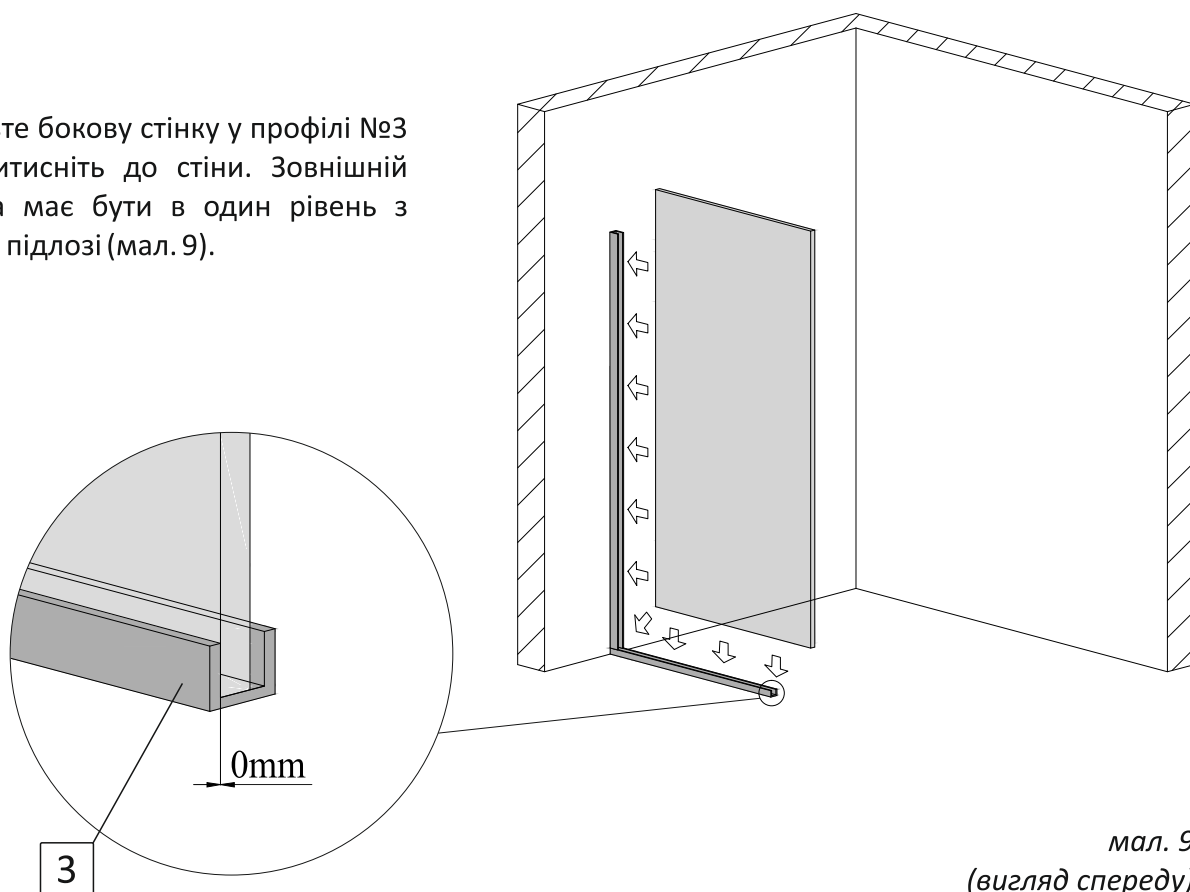 те бокову стінку у профілі №3
итисніть до стіни. Зовнішній
а має бути в один рівень з
підлозі (мал. 9).
0mm
3
мал. 9
(вигляд спереду)